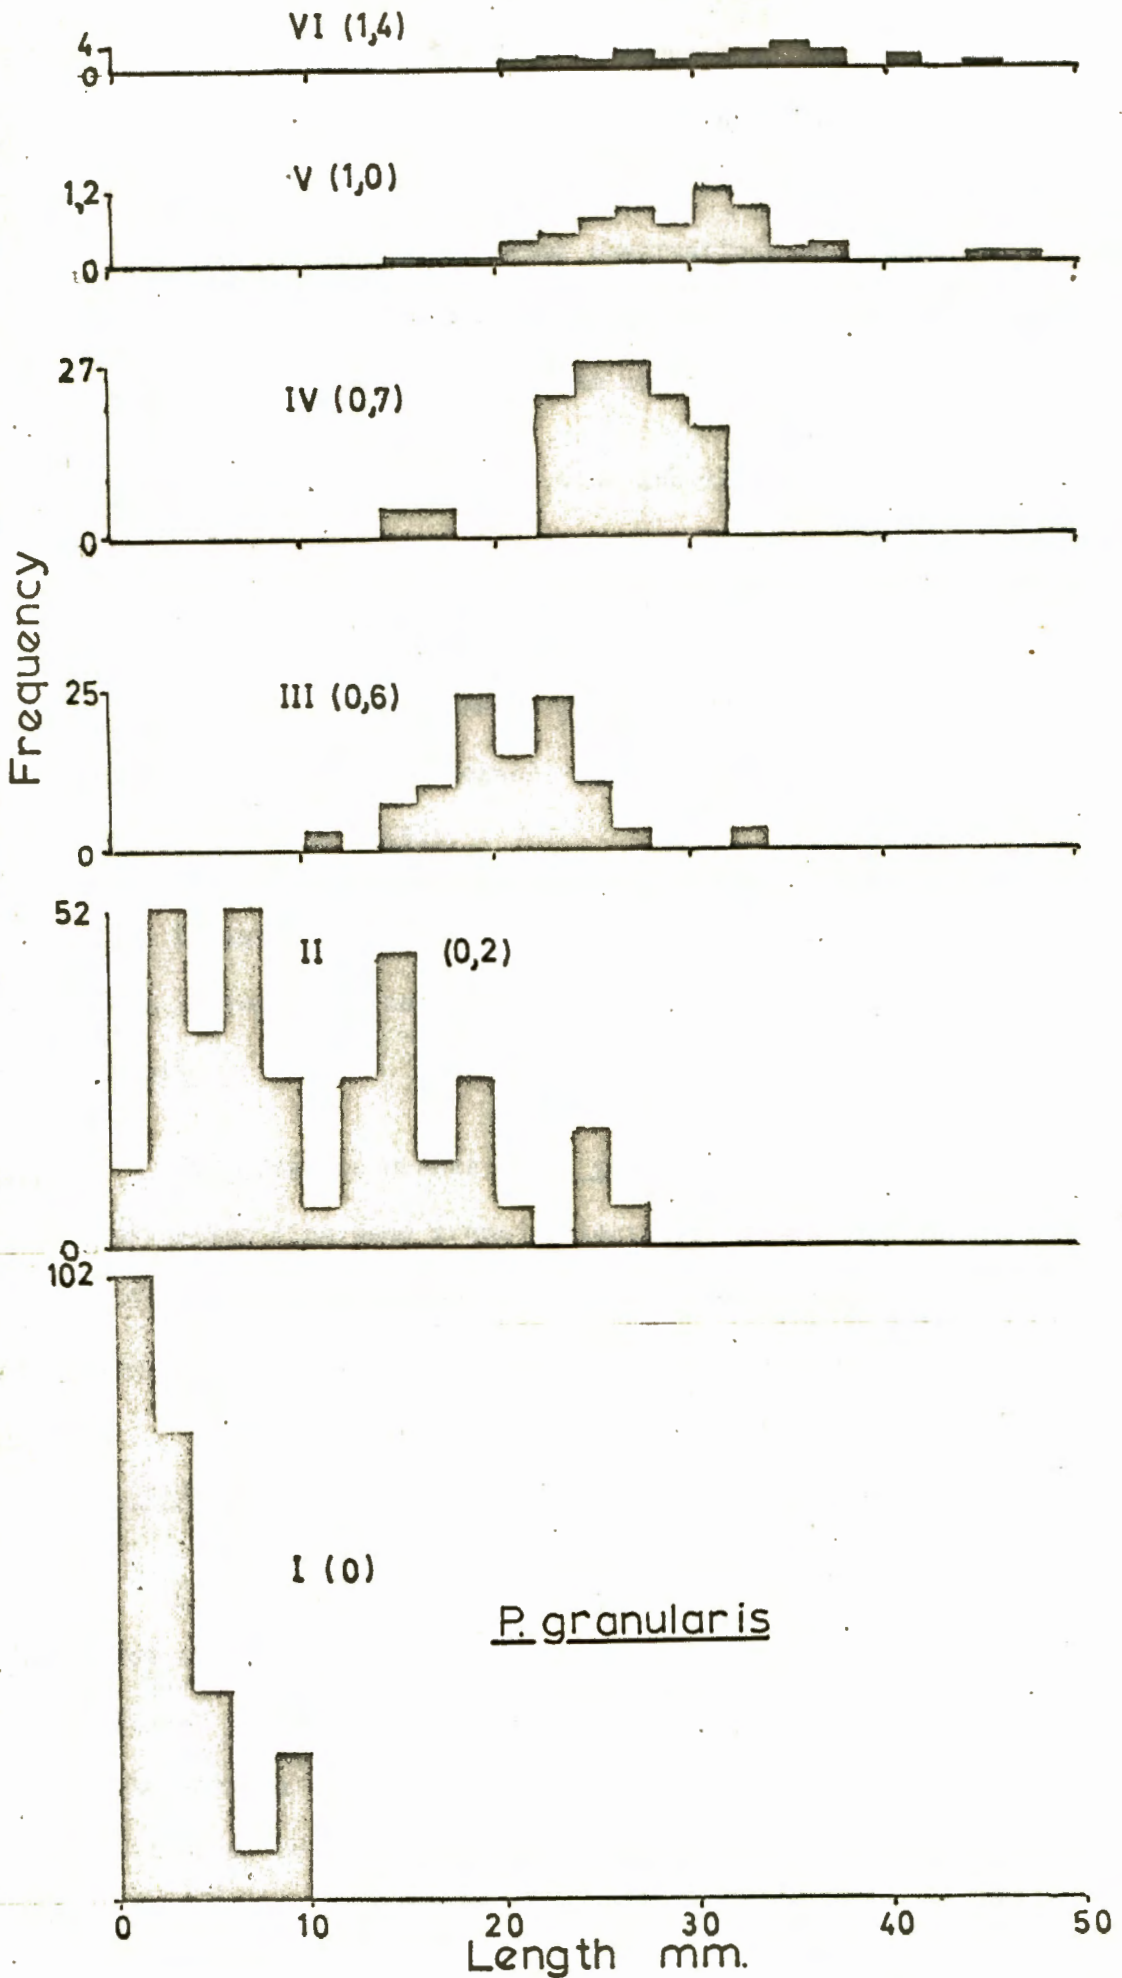 VI (1,4)
4
0
V (1,0)
1,2
0
27
IV (0,7)
0
Frequency
25
III (0,6)
0
52
II (0,2)
0
102
I (0)
P. granularis
0 10 20 30 40 50
Length mm.